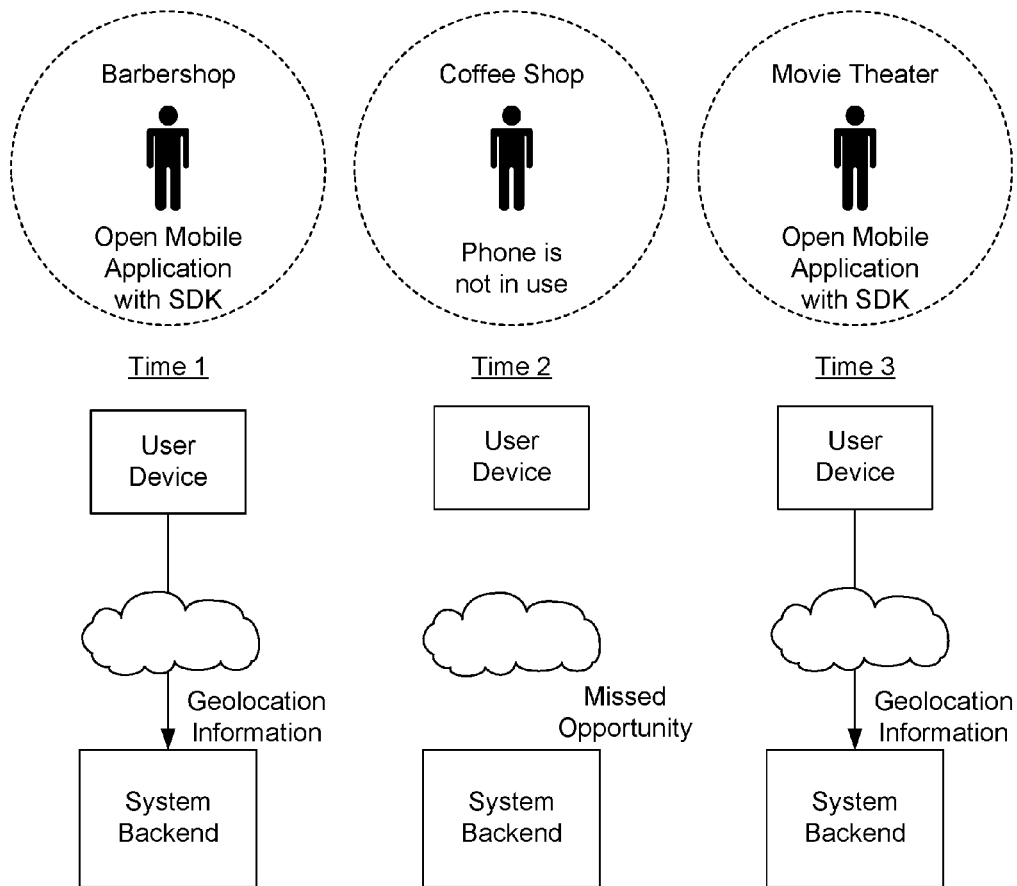 Barbershop
Open Mobile
Application
with SDK
Coffee Shop
Phone is
not in use
Movie Theater
Open Mobile
Application
with SDK
Time 1
Time 2
Time 3
User
Device
User
Device
User
Device
Geolocation
Information
Missed
Opportunity
Geolocation
Information
System
Backend
System
Backend
System
Backend